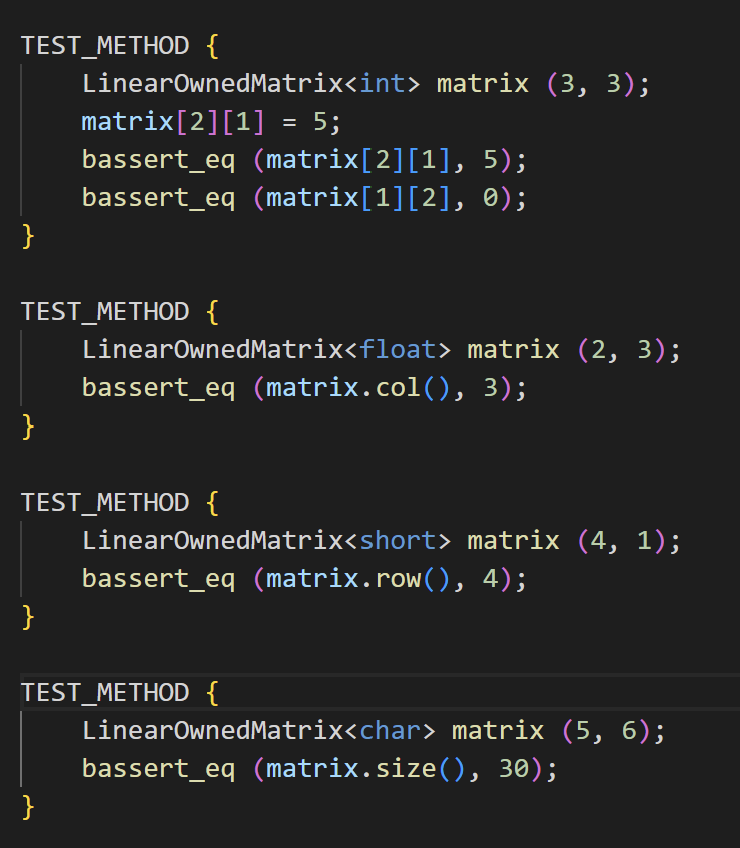 TEST_METHOD {
    LinearOwnedMatrix<int> matrix (3, 3);
    matrix[2][1] = 5;
    bassert_eq (matrix[2][1], 5);
    bassert_eq (matrix[1][2], 0);
}
TEST_METHOD {
    LinearOwnedMatrix<float> matrix (2, 3);
    bassert_eq (matrix.col(), 3);
}
TEST_METHOD {
    LinearOwnedMatrix<short> matrix (4, 1);
    bassert_eq (matrix.row(), 4);
}
TEST_METHOD {
    LinearOwnedMatrix<char> matrix (5, 6);
    bassert_eq (matrix.size(), 30);
}